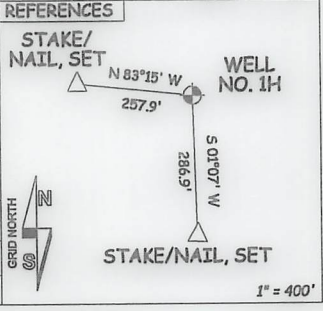 REFERENCES
STAKE/
NAIL, SET
N 83°15' W
257.9'
WELL
NO. 1H
S 01°07' W
286.9'
GRID NORTH
N
S
STAKE/NAIL, SET
1" = 400'